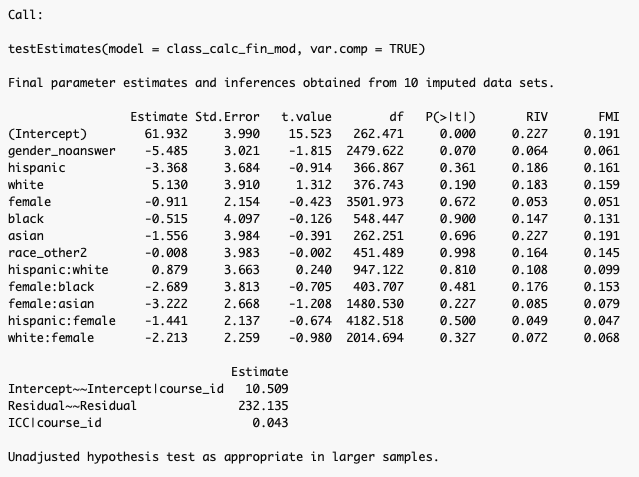 Call:
testEstimates(model = class_calc_fin_mod, var.comp = TRUE)
Final parameter estimates and inferences obtained from 10 imputed data sets.
Estimate Std.Error t.value df P(>|t|) RIV FMI
(Intercept) 61.932 3.990 15.523 262.471 0.000 0.227 0.191
gender_noanswer -5.485 3.021 -1.815 2479.622 0.070 0.064 0.061
hispanic -3.368 3.684 -0.914 366.867 0.361 0.186 0.161
white 5.130 3.910 1.312 376.743 0.190 0.183 0.159
female -0.911 2.154 -0.423 3501.973 0.672 0.053 0.051
black -0.515 4.097 -0.126 548.447 0.900 0.147 0.131
asian -1.556 3.984 -0.391 262.251 0.696 0.227 0.191
race_other2 -0.008 3.983 -0.002 451.489 0.998 0.164 0.145
hispanic:white 0.879 3.663 0.240 947.122 0.810 0.108 0.099
female:black -2.689 3.813 -0.705 403.707 0.481 0.176 0.153
female:asian -3.222 2.668 -1.208 1480.530 0.227 0.085 0.079
hispanic:female -1.441 2.137 -0.674 4182.518 0.500 0.049 0.047
white:female -2.213 2.259 -0.980 2014.694 0.327 0.072 0.068
Estimate
Intercept~~Intercept|course_id 10.509
Residual~~Residual 232.135
ICC|course_id 0.043
Unadjusted hypothesis test as appropriate in larger samples.